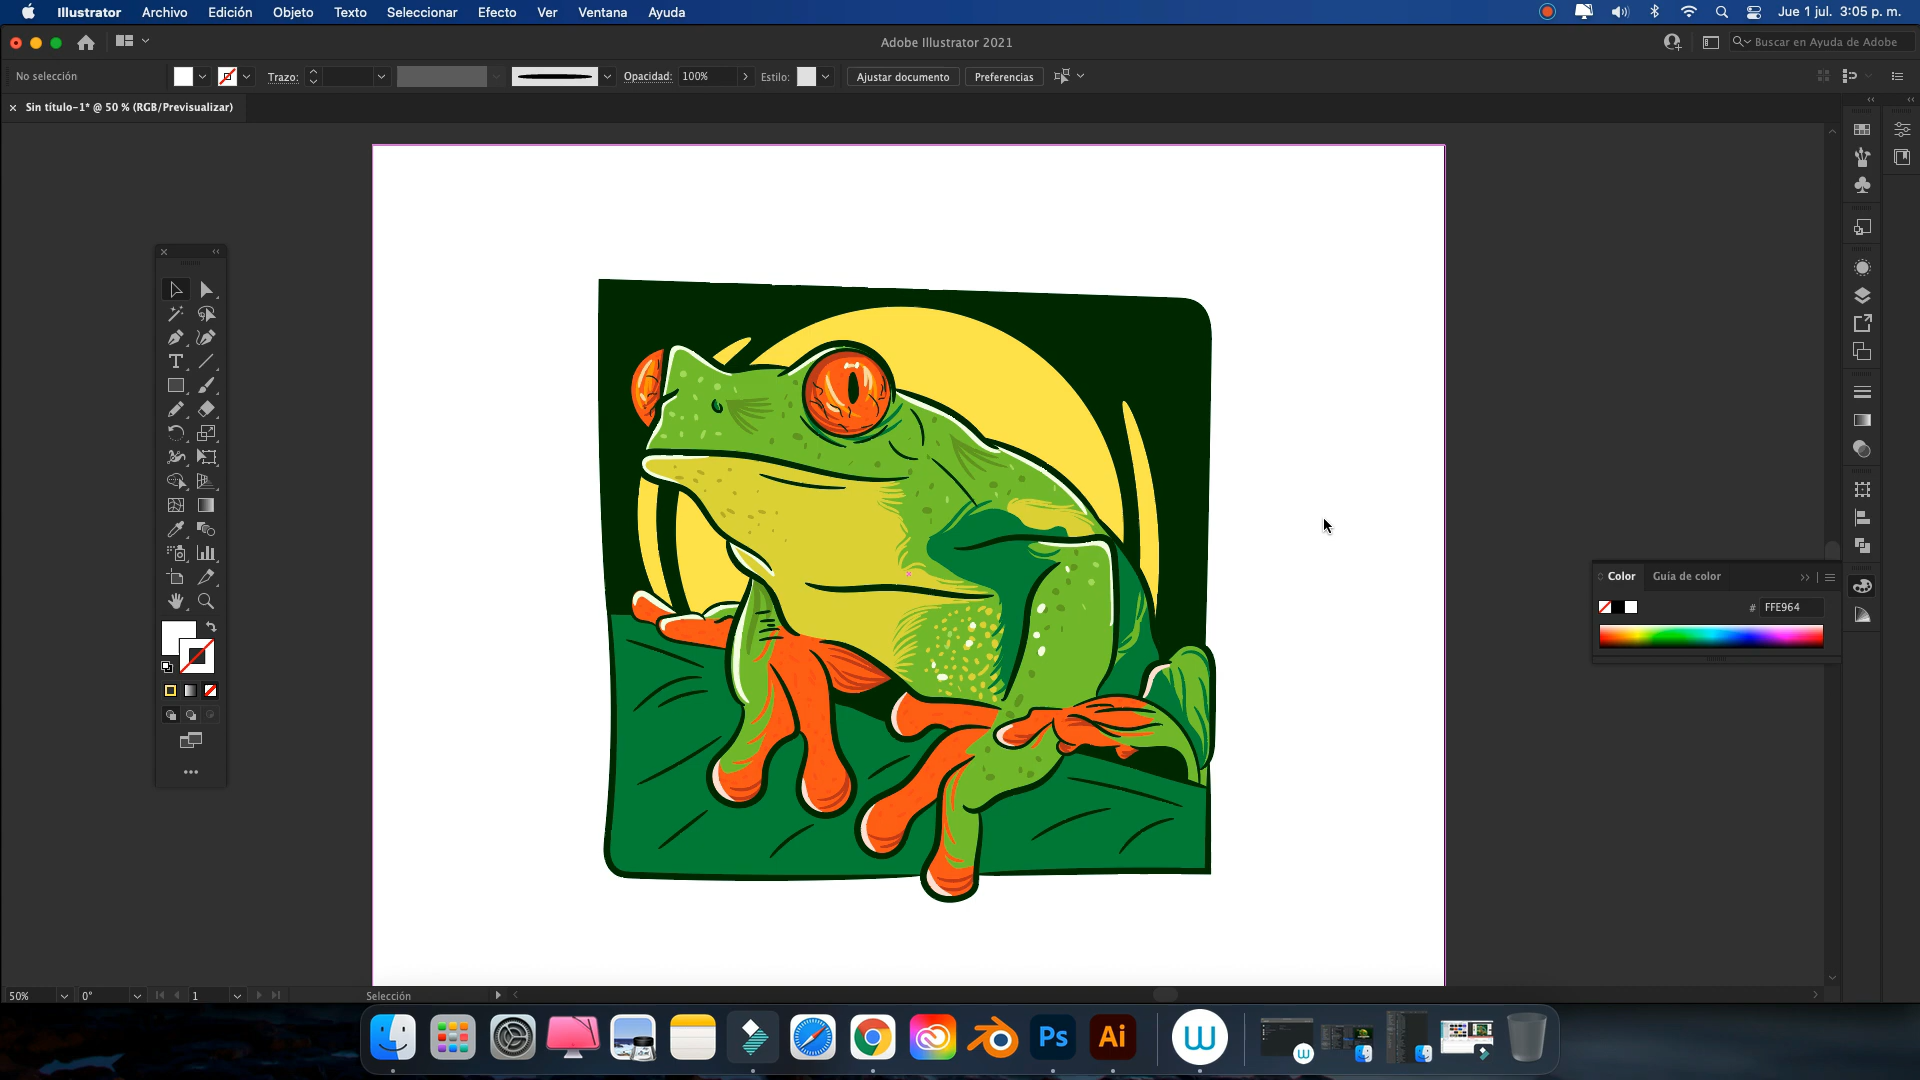 Illustrator Archivo Edición Objeto Texto Seleccionar Efecto Ver Ventana Ayuda Jue 1 jul. 3:05 p. m.
Adobe Illustrator 2021 Buscar en Ayuda de Adobe
No selección Trazo: Opacidad: 100% Estilo: Ajustar documento Preferencias
× Sin título-1* @ 50 % (RGB/Previsualizar)
Color Guía de color
# FFE964
50% 0° 1 Selección
Ps Ai W